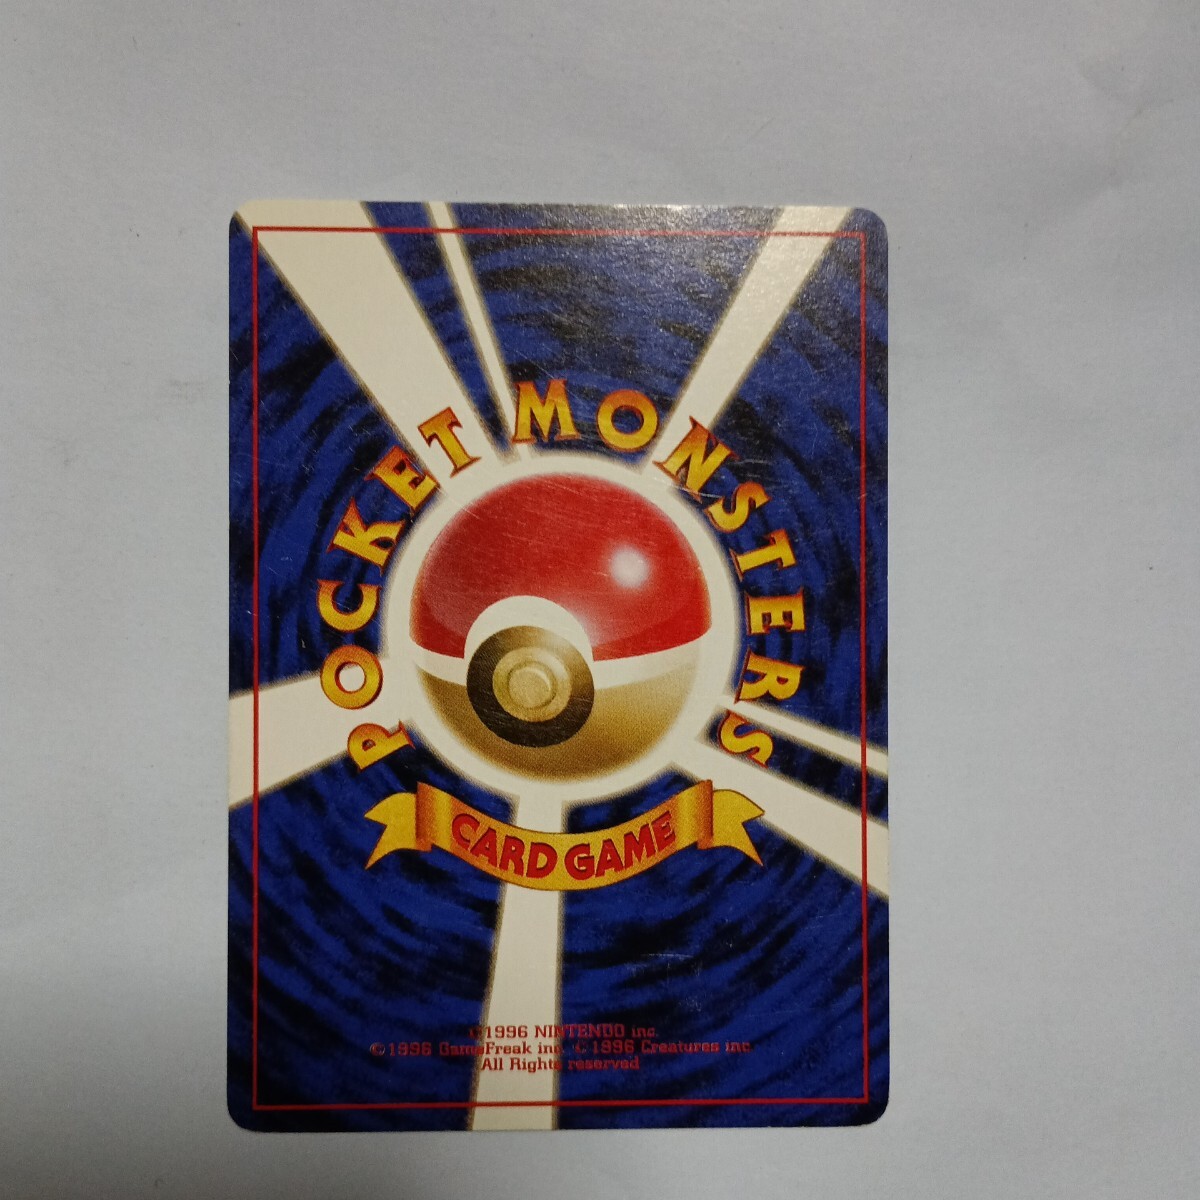 POCKET MONSTERS
CARD GAME
©1996 NINTENDO inc.
©1996 GameFreak inc. ©1996 Creatures inc.
All Rights reserved